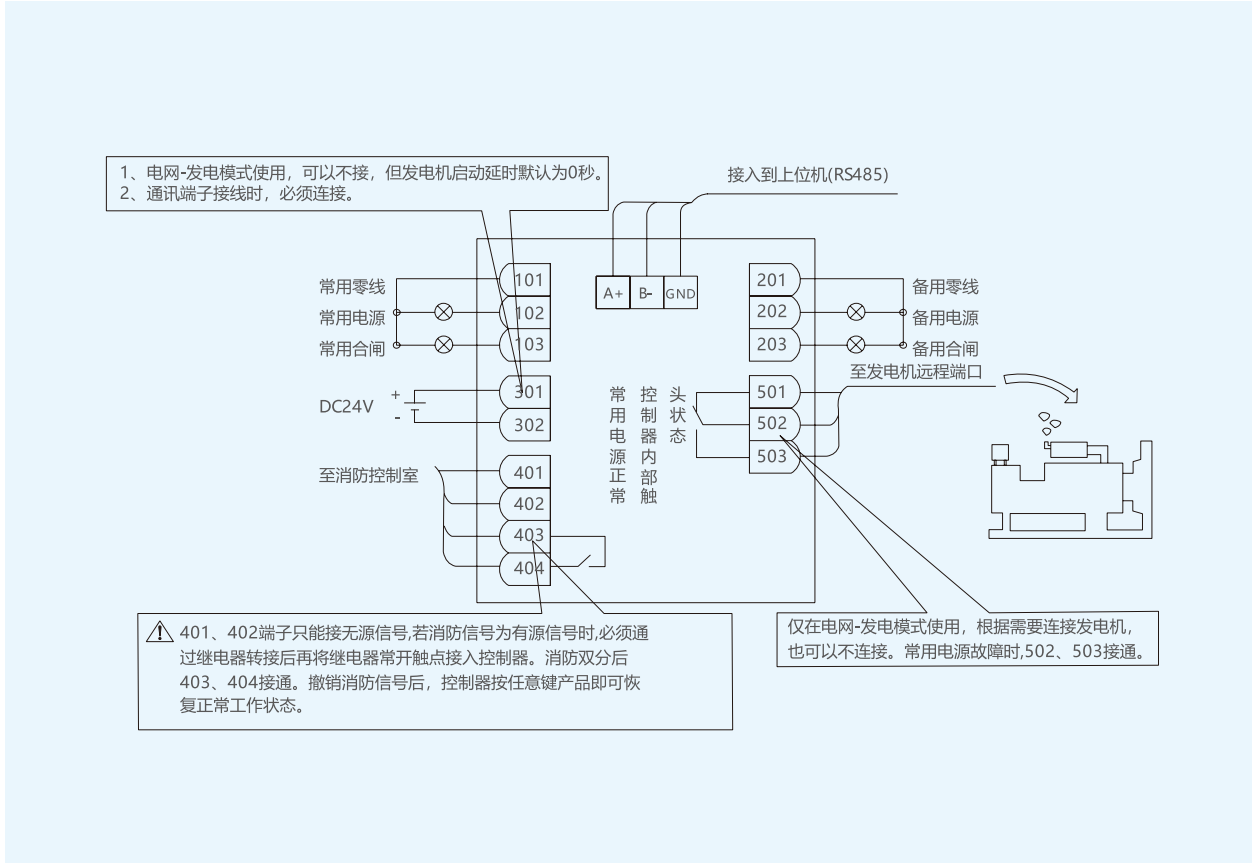 1、电网-发电模式使用，可以不接，但发电机启动延时默认为0秒。
2、通讯端子接线时，必须连接。
接入到上位机(RS485)
A+
B-
GND
常用零线
常用电源
常用合闸
101
102
103
201
202
203
备用零线
备用电源
备用合闸
DC24V
+
-
301
302
常用电源正常
控制器内部触
头状态
501
502
503
至发电机远程端口
至消防控制室
401
402
403
404
401、402端子只能接无源信号,若消防信号为有源信号时,必须通
过继电器转接后再将继电器常开触点接入控制器。消防双分后
403、404接通。撤销消防信号后，控制器按任意键产品即可恢
复正常工作状态。
仅在电网-发电模式使用，根据需要连接发电机，
也可以不连接。常用电源故障时,502、503接通。